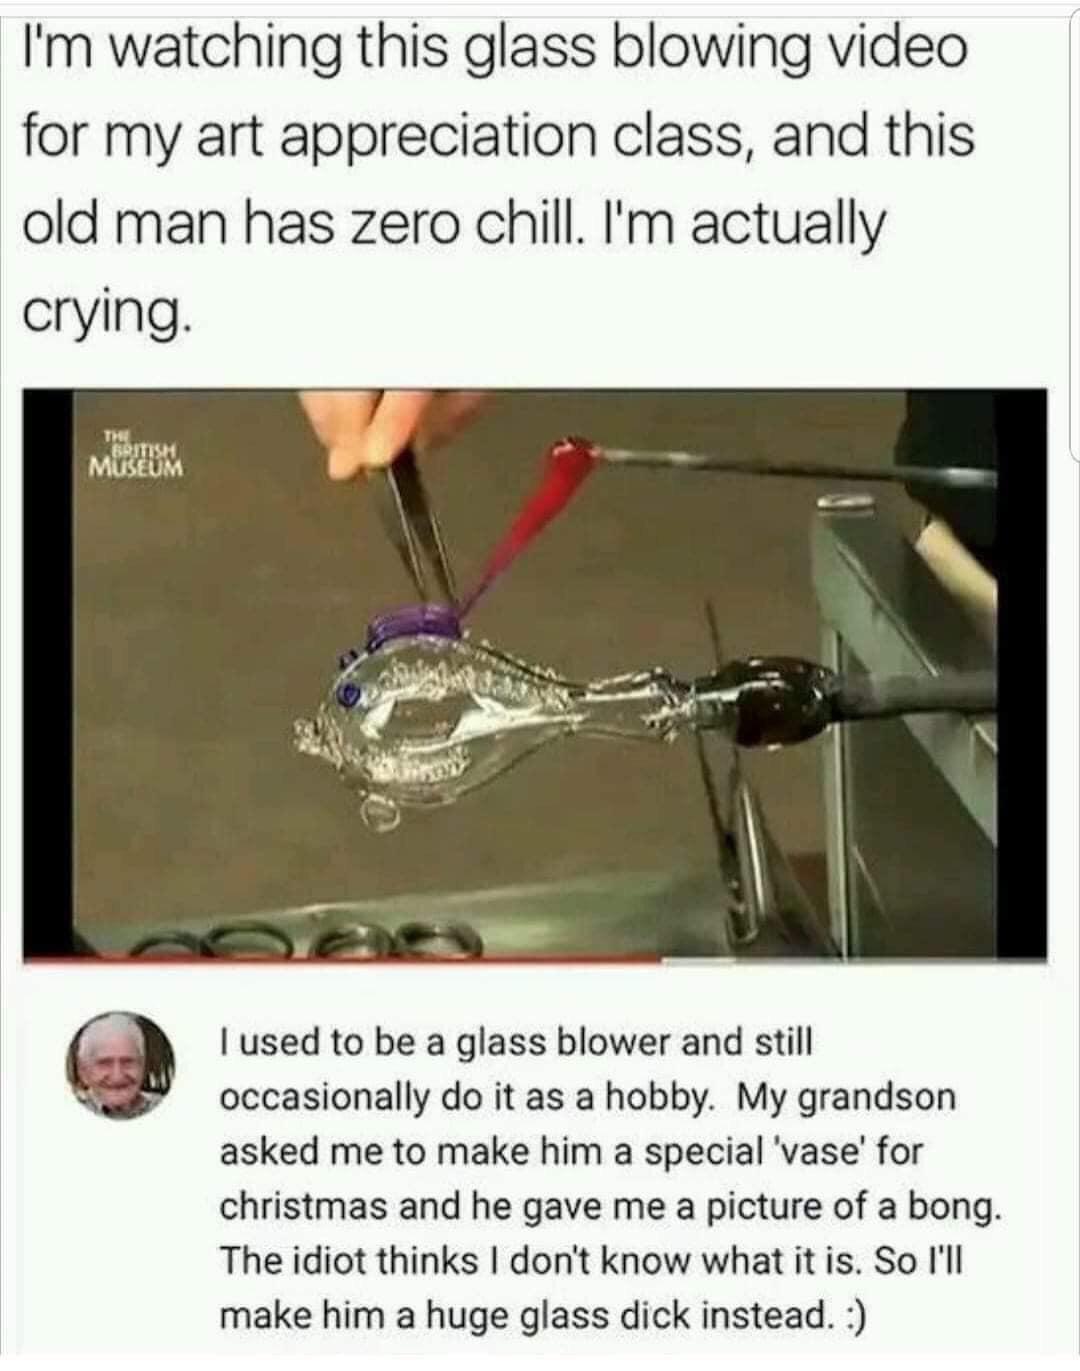 I'm watching this glass blowing video
for my art appreciation class, and this
old man has zero chill. I'm actually
crying.
THE
BRITISH
MUSEUM
I used to be a glass blower and still
occasionally do it as a hobby. My grandson
asked me to make him a special 'vase' for
christmas and he gave me a picture of a bong.
The idiot thinks I don't know what it is. So I'll
make him a huge glass dick instead. :)